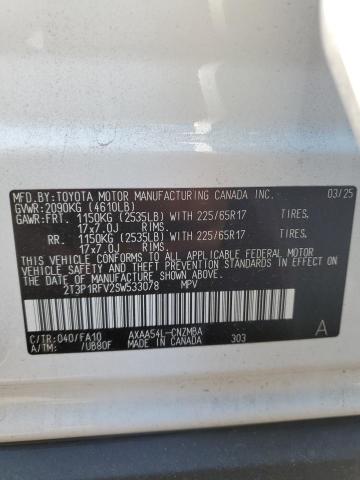 MFD.BY:TOYOTA MOTOR MANUFACTURING CANADA INC. 03/25
GVWR:2090KG (4610LB)
GAWR:FRT. 1150KG (2535LB) WITH 225/65R17 TIRES.
17x7.0J RIMS.
RR. 1150KG (2535LB) WITH 225/65R17 TIRES.
17x7.0J RIMS.
THIS VEHICLE CONFORMS TO ALL APPLICABLE FEDERAL MOTOR
VEHICLE SAFETY, BUMPER, AND THEFT PREVENTION STANDARDS IN EFFECT ON
THE DATE OF MANUFACTURE SHOWN ABOVE.
2T3P1RFV2SW533078 MPV
C/TR:040/FA10 AXAA54L-CNZMBA A
A/TM: /UB80F MADE IN CANADA 303